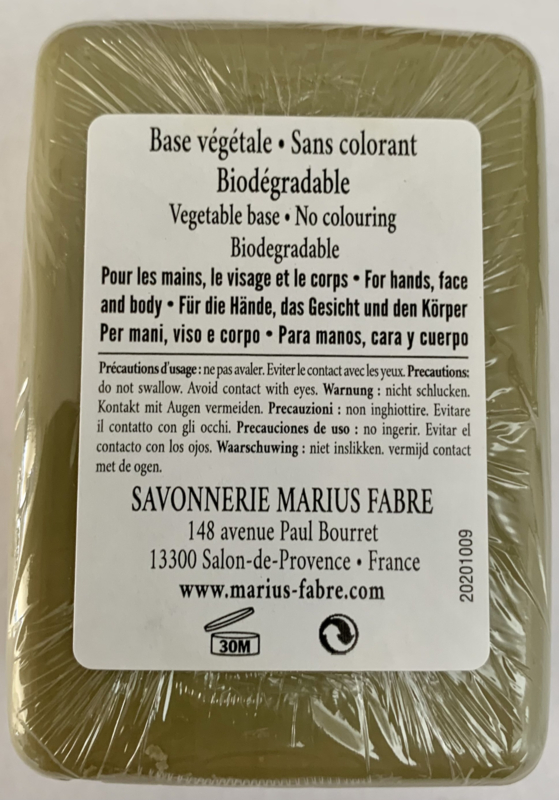 Base végétale • Sans colorant
Biodégradable
Vegetable base • No colouring
Biodegradable
Pour les mains, le visage et le corps • For hands, face
and body • Für die Hände, das Gesicht und den Körper
Per mani, viso e corpo • Para manos, cara y cuerpo
Précautions d'usage : ne pas avaler. Eviter le contact avec les yeux. Precautions:
do not swallow. Avoid contact with eyes. Warnung : nicht schlucken.
Kontakt mit Augen vermeiden. Precauzioni : non inghiottire. Evitare
il contatto con gli occhi. Precauciones de uso : no ingerir. Evitar el
contacto con los ojos. Waarschuwing : niet inslikken. vermijd contact
met de ogen.
SAVONNERIE MARIUS FABRE
148 avenue Paul Bourret
13300 Salon-de-Provence • France
www.marius-fabre.com
30M
20201009